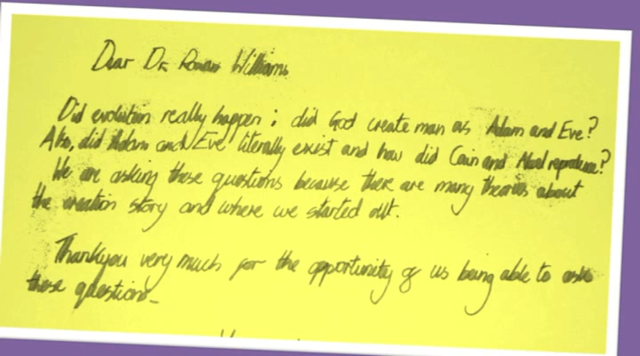 Dear Dr Rowan Williams
Did evolution really happen; did God create man as Adam and Eve?
Also, did Adam and Eve literally exist and how did Cain and Abel reproduce?
We are asking these questions because there are many theories about
the creation story and where we started out.
Thankyou very much for the opportunity of us being able to ask
these questions.